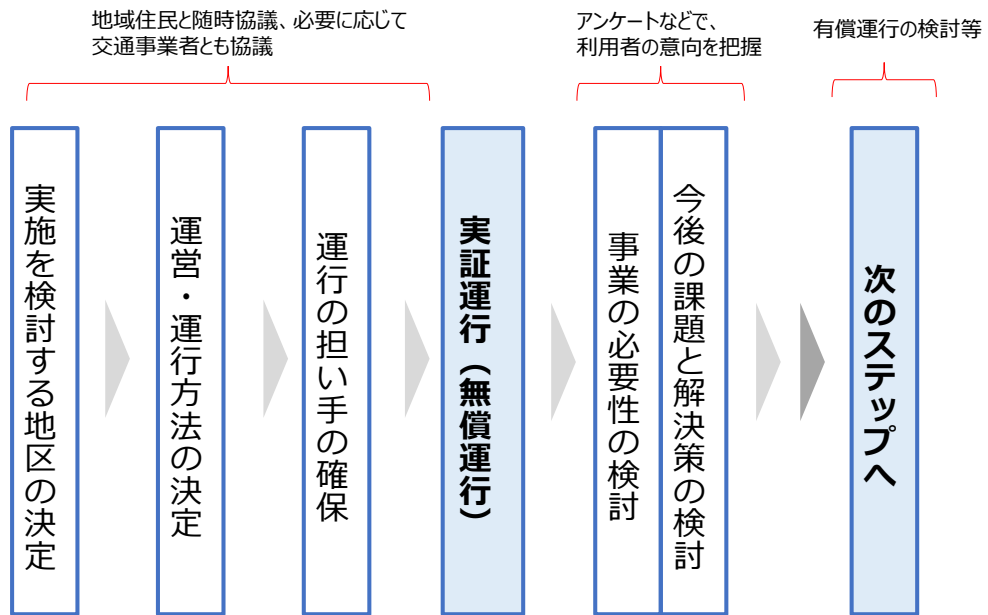 地域住民と随時協議、必要に応じて
交通事業者とも協議
アンケートなどで、
利用者の意向を把握
有償運行の検討等
実施を検討する地区の決定
運営・運行方法の決定
運行の担い手の確保
実証運行（無償運行）
事業の必要性の検討
今後の課題と解決策の検討
次のステップへ